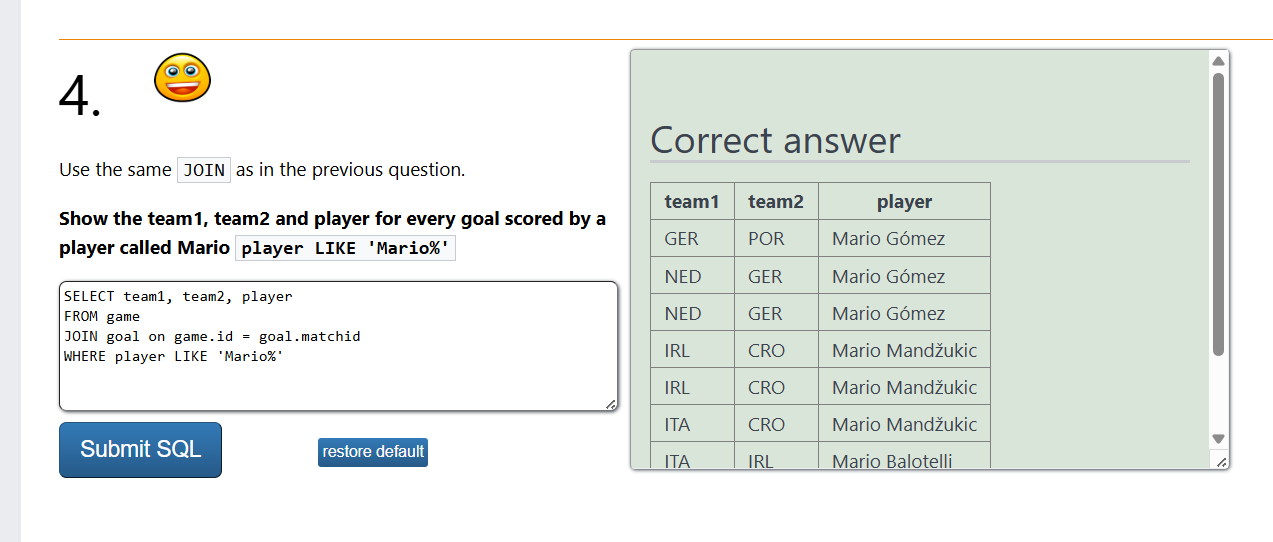 4.
Use the same JOIN as in the previous question.
Show the team1, team2 and player for every goal scored by a
player called Mario player LIKE 'Mario%'
SELECT team1, team2, player
FROM game
JOIN goal on game.id = goal.matchid
WHERE player LIKE 'Mario%'
Submit SQL restore default
Correct answer
team1 team2 player
GER POR Mario Gómez
NED GER Mario Gómez
NED GER Mario Gómez
IRL CRO Mario Mandžukic
IRL CRO Mario Mandžukic
ITA CRO Mario Mandžukic
ITA IRL Mario Balotelli